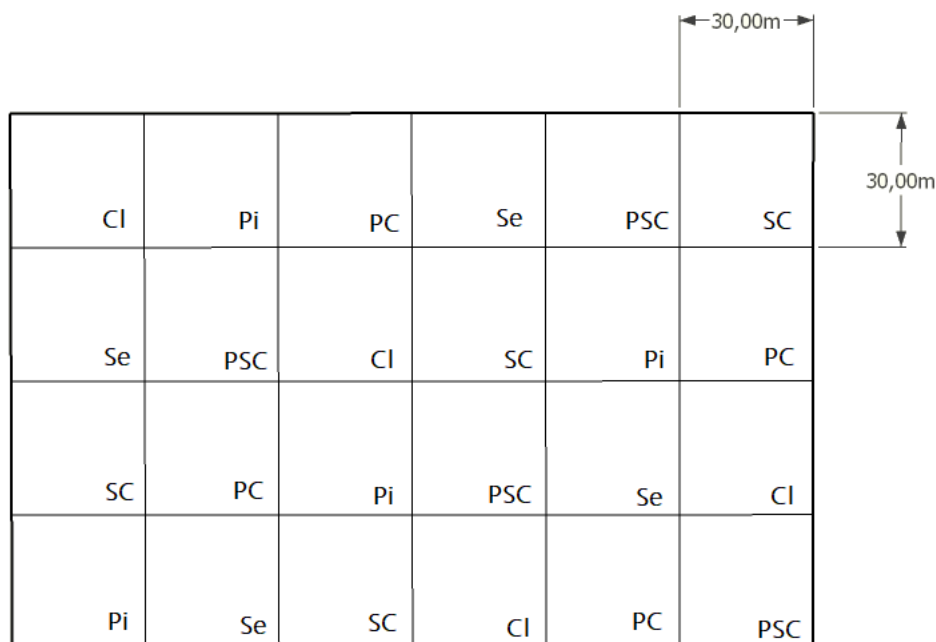 30,00m
30,00m
Cl Pi PC Se PSC SC
Se PSC Cl SC Pi PC
SC PC Pi PSC Se Cl
Pi Se SC Cl PC PSC